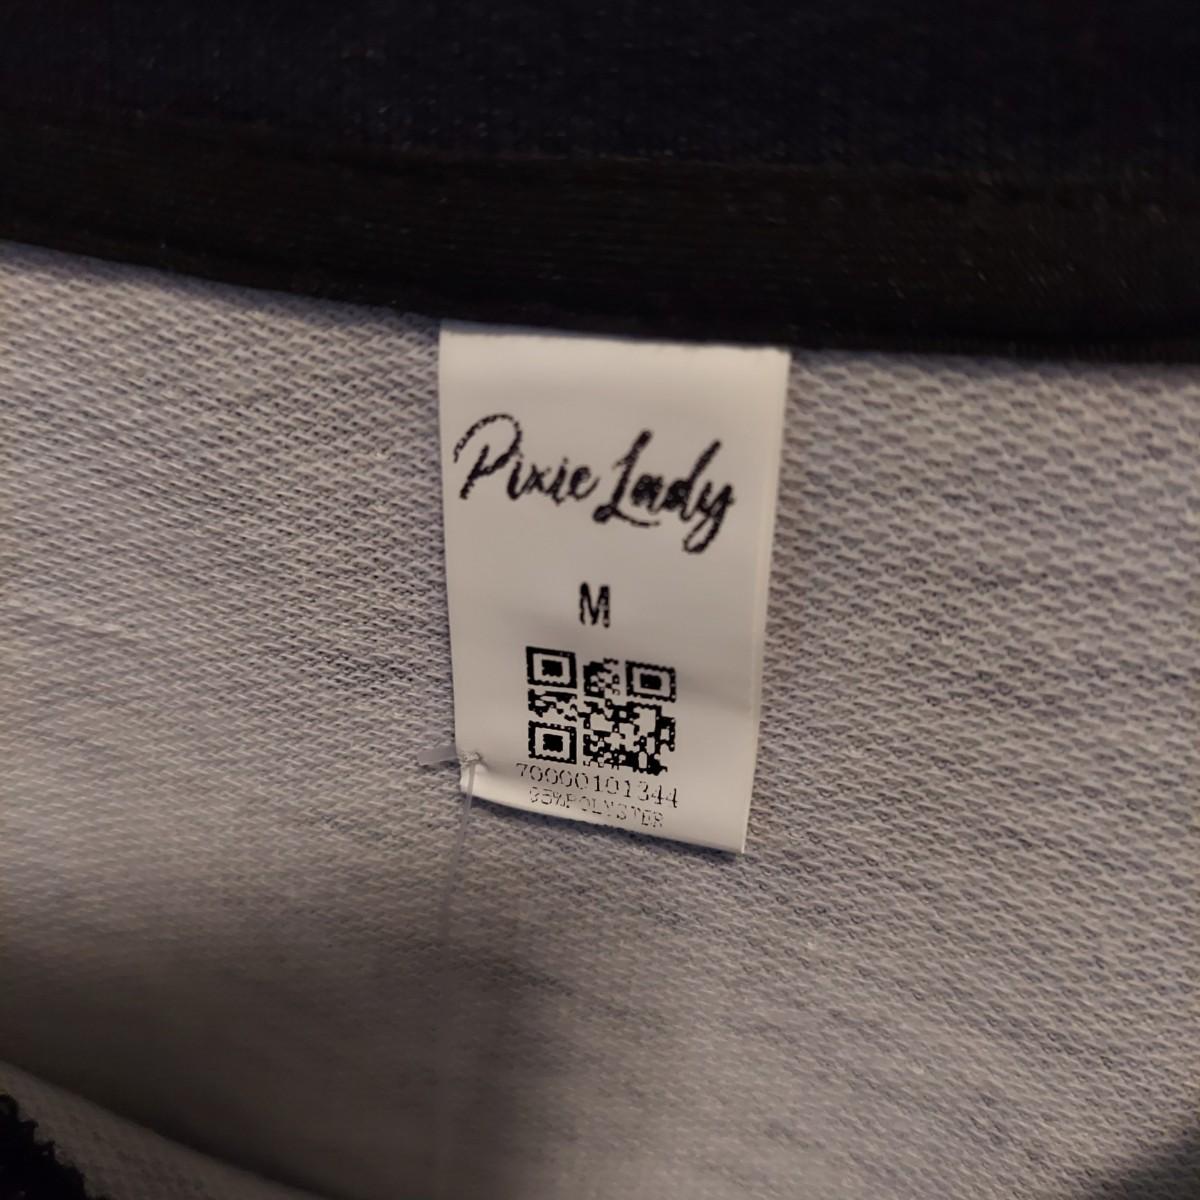 Pixie Lady
M
70000101344
95%POLYSTER